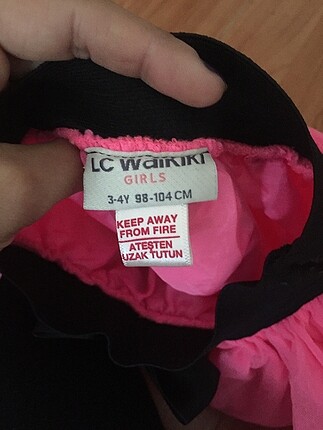 LC WAIKIKI
GIRLS
3-4Y 98-104 CM
KEEP AWAY
FROM FIRE
ATEŞTEN
UZAK TUTUN